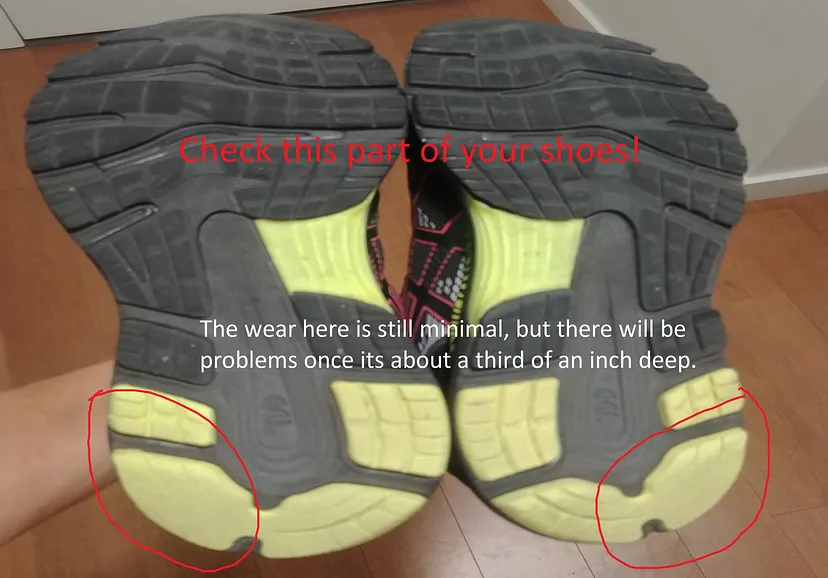 Check this part of your shoes!
The wear here is still minimal, but there will be
problems once its about a third of an inch deep.